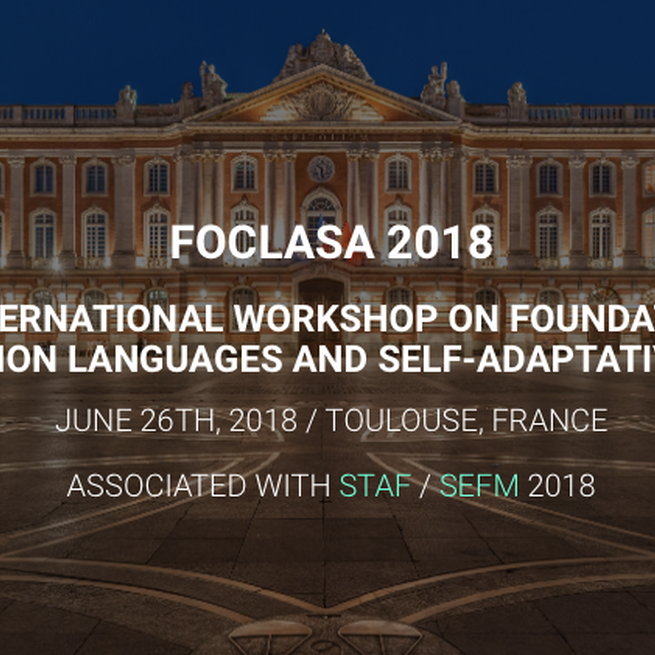 FOCLASA 2018
ERNATIONAL WORKSHOP ON FOUNDAT
ION LANGUAGES AND SELF-ADAPTATIV
JUNE 26TH, 2018 / TOULOUSE, FRANCE
ASSOCIATED WITH STAF / SEFM 2018